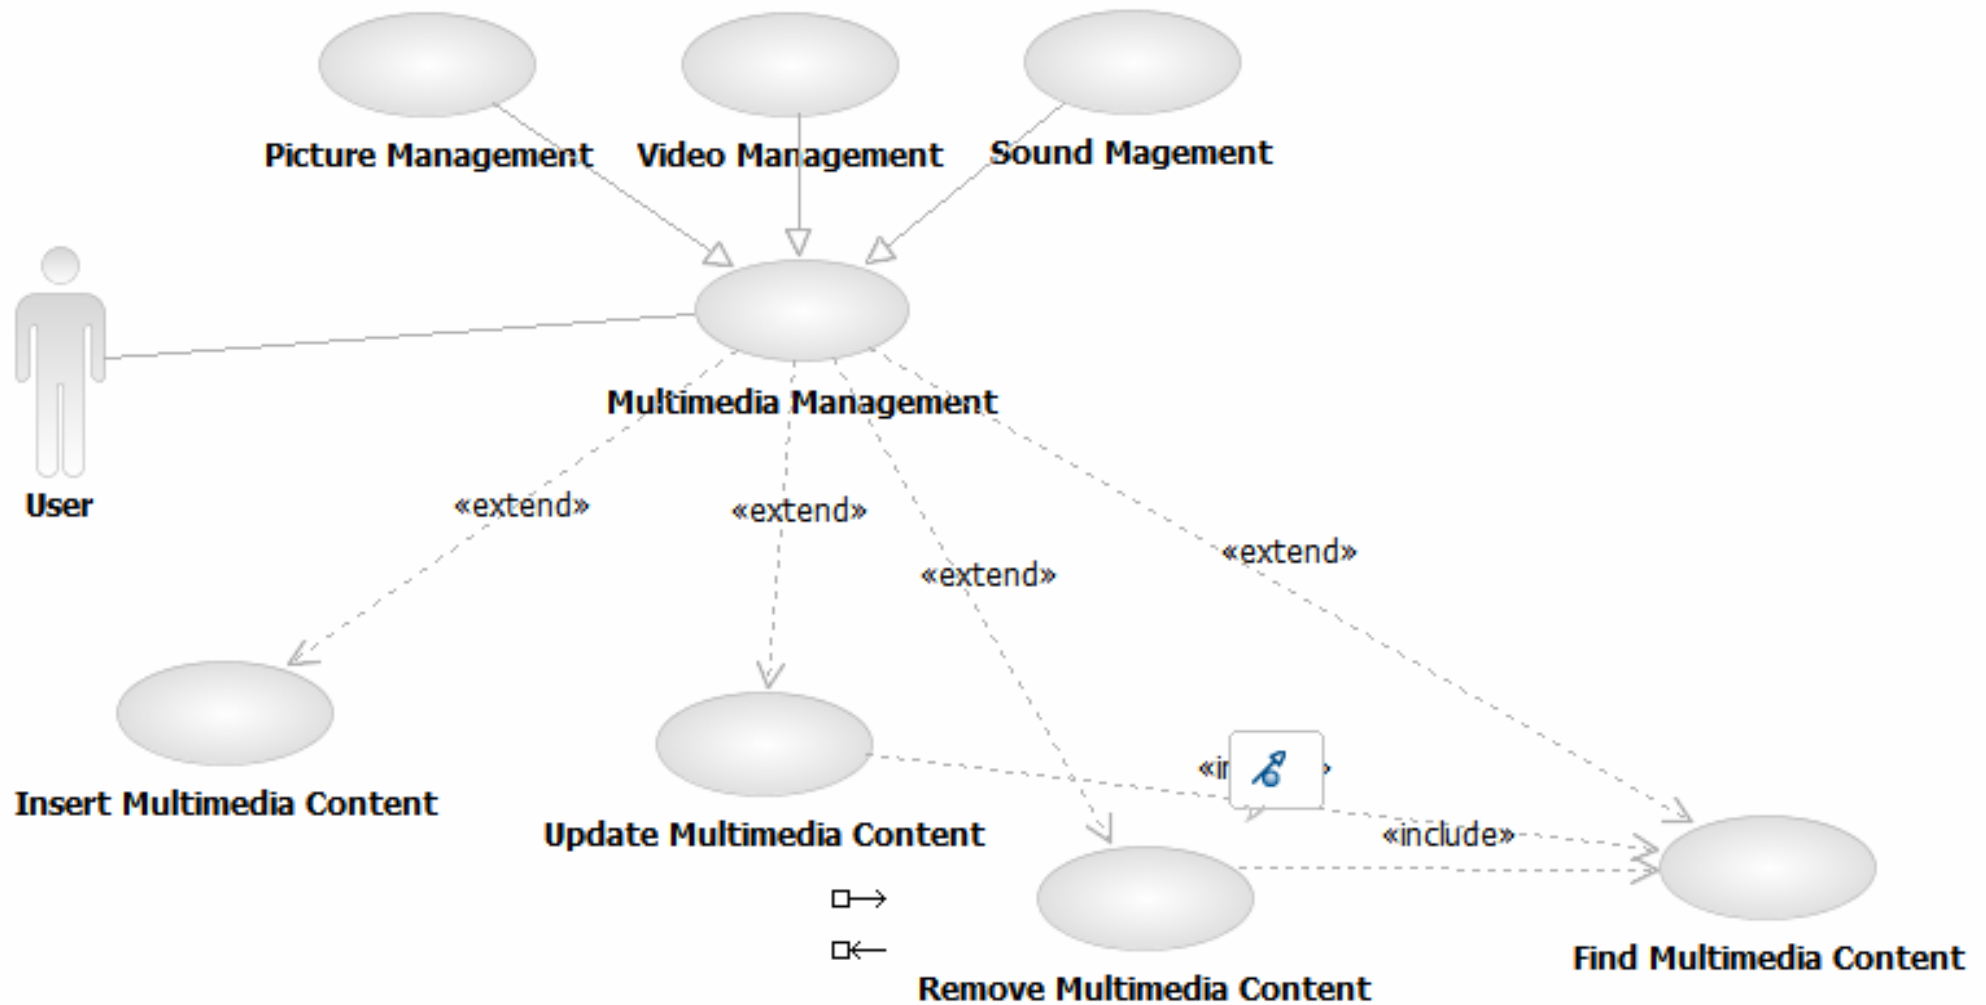 Picture Management
Video Management
Sound Magement
Multimedia Management
User
«extend»
«extend»
«extend»
«extend»
Insert Multimedia Content
Update Multimedia Content
«include»
Remove Multimedia Content
Find Multimedia Content